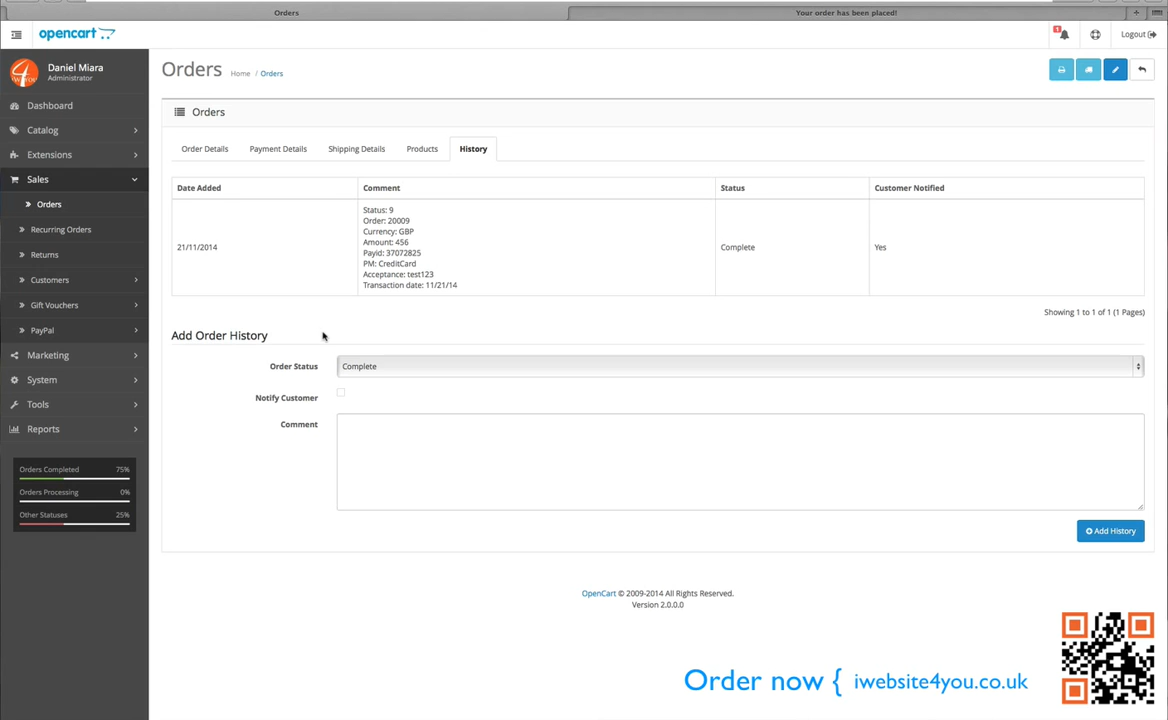 Orders
Your order has been placed!
opencart
1
Logout
Daniel Miara
Administrator
Orders
Home / Orders
Dashboard
Catalog
Extensions
Sales
Orders
Recurring Orders
Returns
Customers
Gift Vouchers
PayPal
Marketing
System
Tools
Reports
Orders Completed 75%
Orders Processing 0%
Other Statuses 25%
Orders
Order Details Payment Details Shipping Details Products History
Date Added Comment Status Customer Notified
21/11/2014
Status: 9
Order: 20009
Currency: GBP
Amount: 456
Payid: 37072825
PM: CreditCard
Acceptance: test123
Transaction date: 11/21/14
Complete
Yes
Showing 1 to 1 of 1 (1 Pages)
Add Order History
Order Status Complete
Notify Customer
Comment
Add History
OpenCart © 2009-2014 All Rights Reserved.
Version 2.0.0.0
Order now { iwebsite4you.co.uk